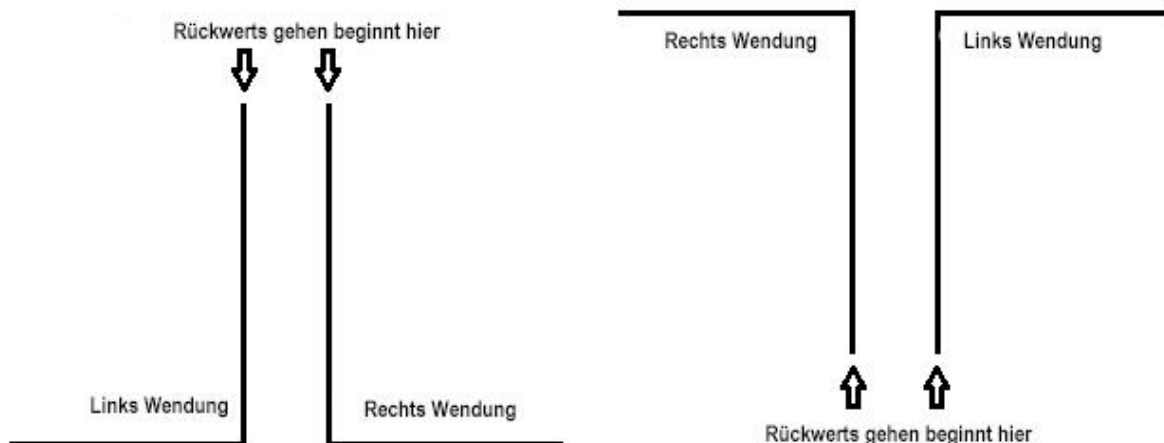 Rückwerts gehen beginnt hier
Links Wendung
Rechts Wendung
Rechts Wendung
Links Wendung
Rückwerts gehen beginnt hier